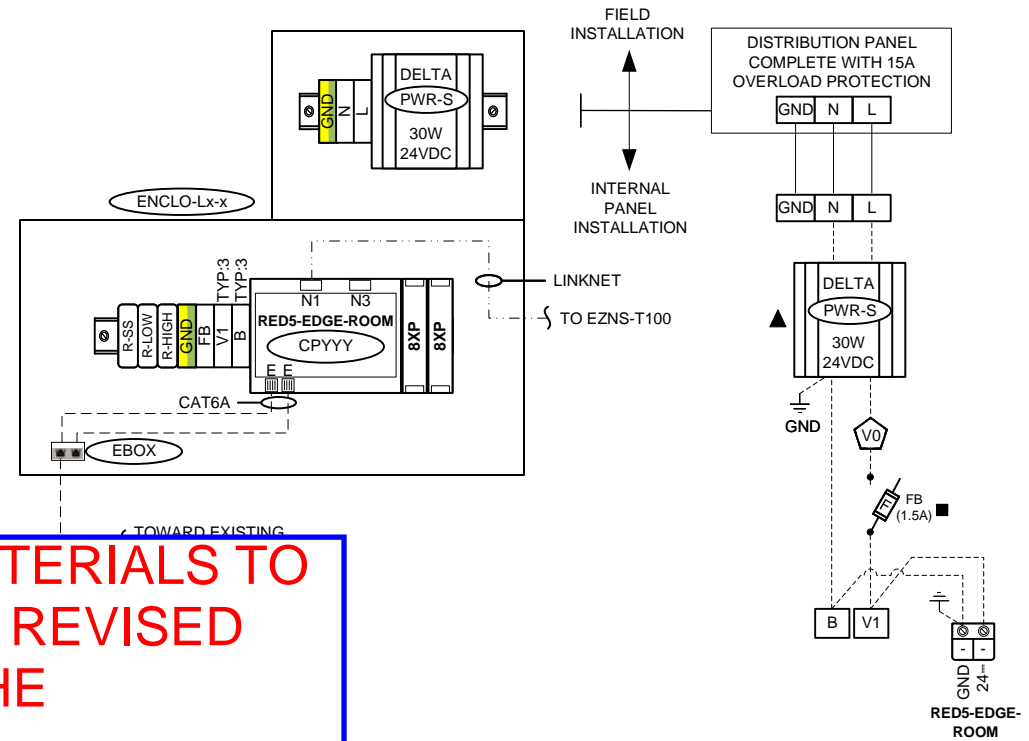 FIELD
INSTALLATION
INTERNAL
PANEL
INSTALLATION
DISTRIBUTION PANEL
COMPLETE WITH 15A
OVERLOAD PROTECTION
GND N L
GND N L
DELTA
PWR-S
30W
24VDC
GND
V0
F
FB
(1.5A)
B V1
- -
GND
24
RED5-EDGE-
ROOM
GND
N
L
DELTA
PWR-S
30W
24VDC
ENCLO-Lx-x
R-SS
R-LOW
R-HIGH
GND
FB
V1
B
TYP:3
TYP:3
N1 N3
RED5-EDGE-ROOM
CPYYY
E E
8XP
8XP
LINKNET
TO EZNS-T100
CAT6A
EBOX
TOWARD EXISTING
TERIALS TO
REVISED
HE